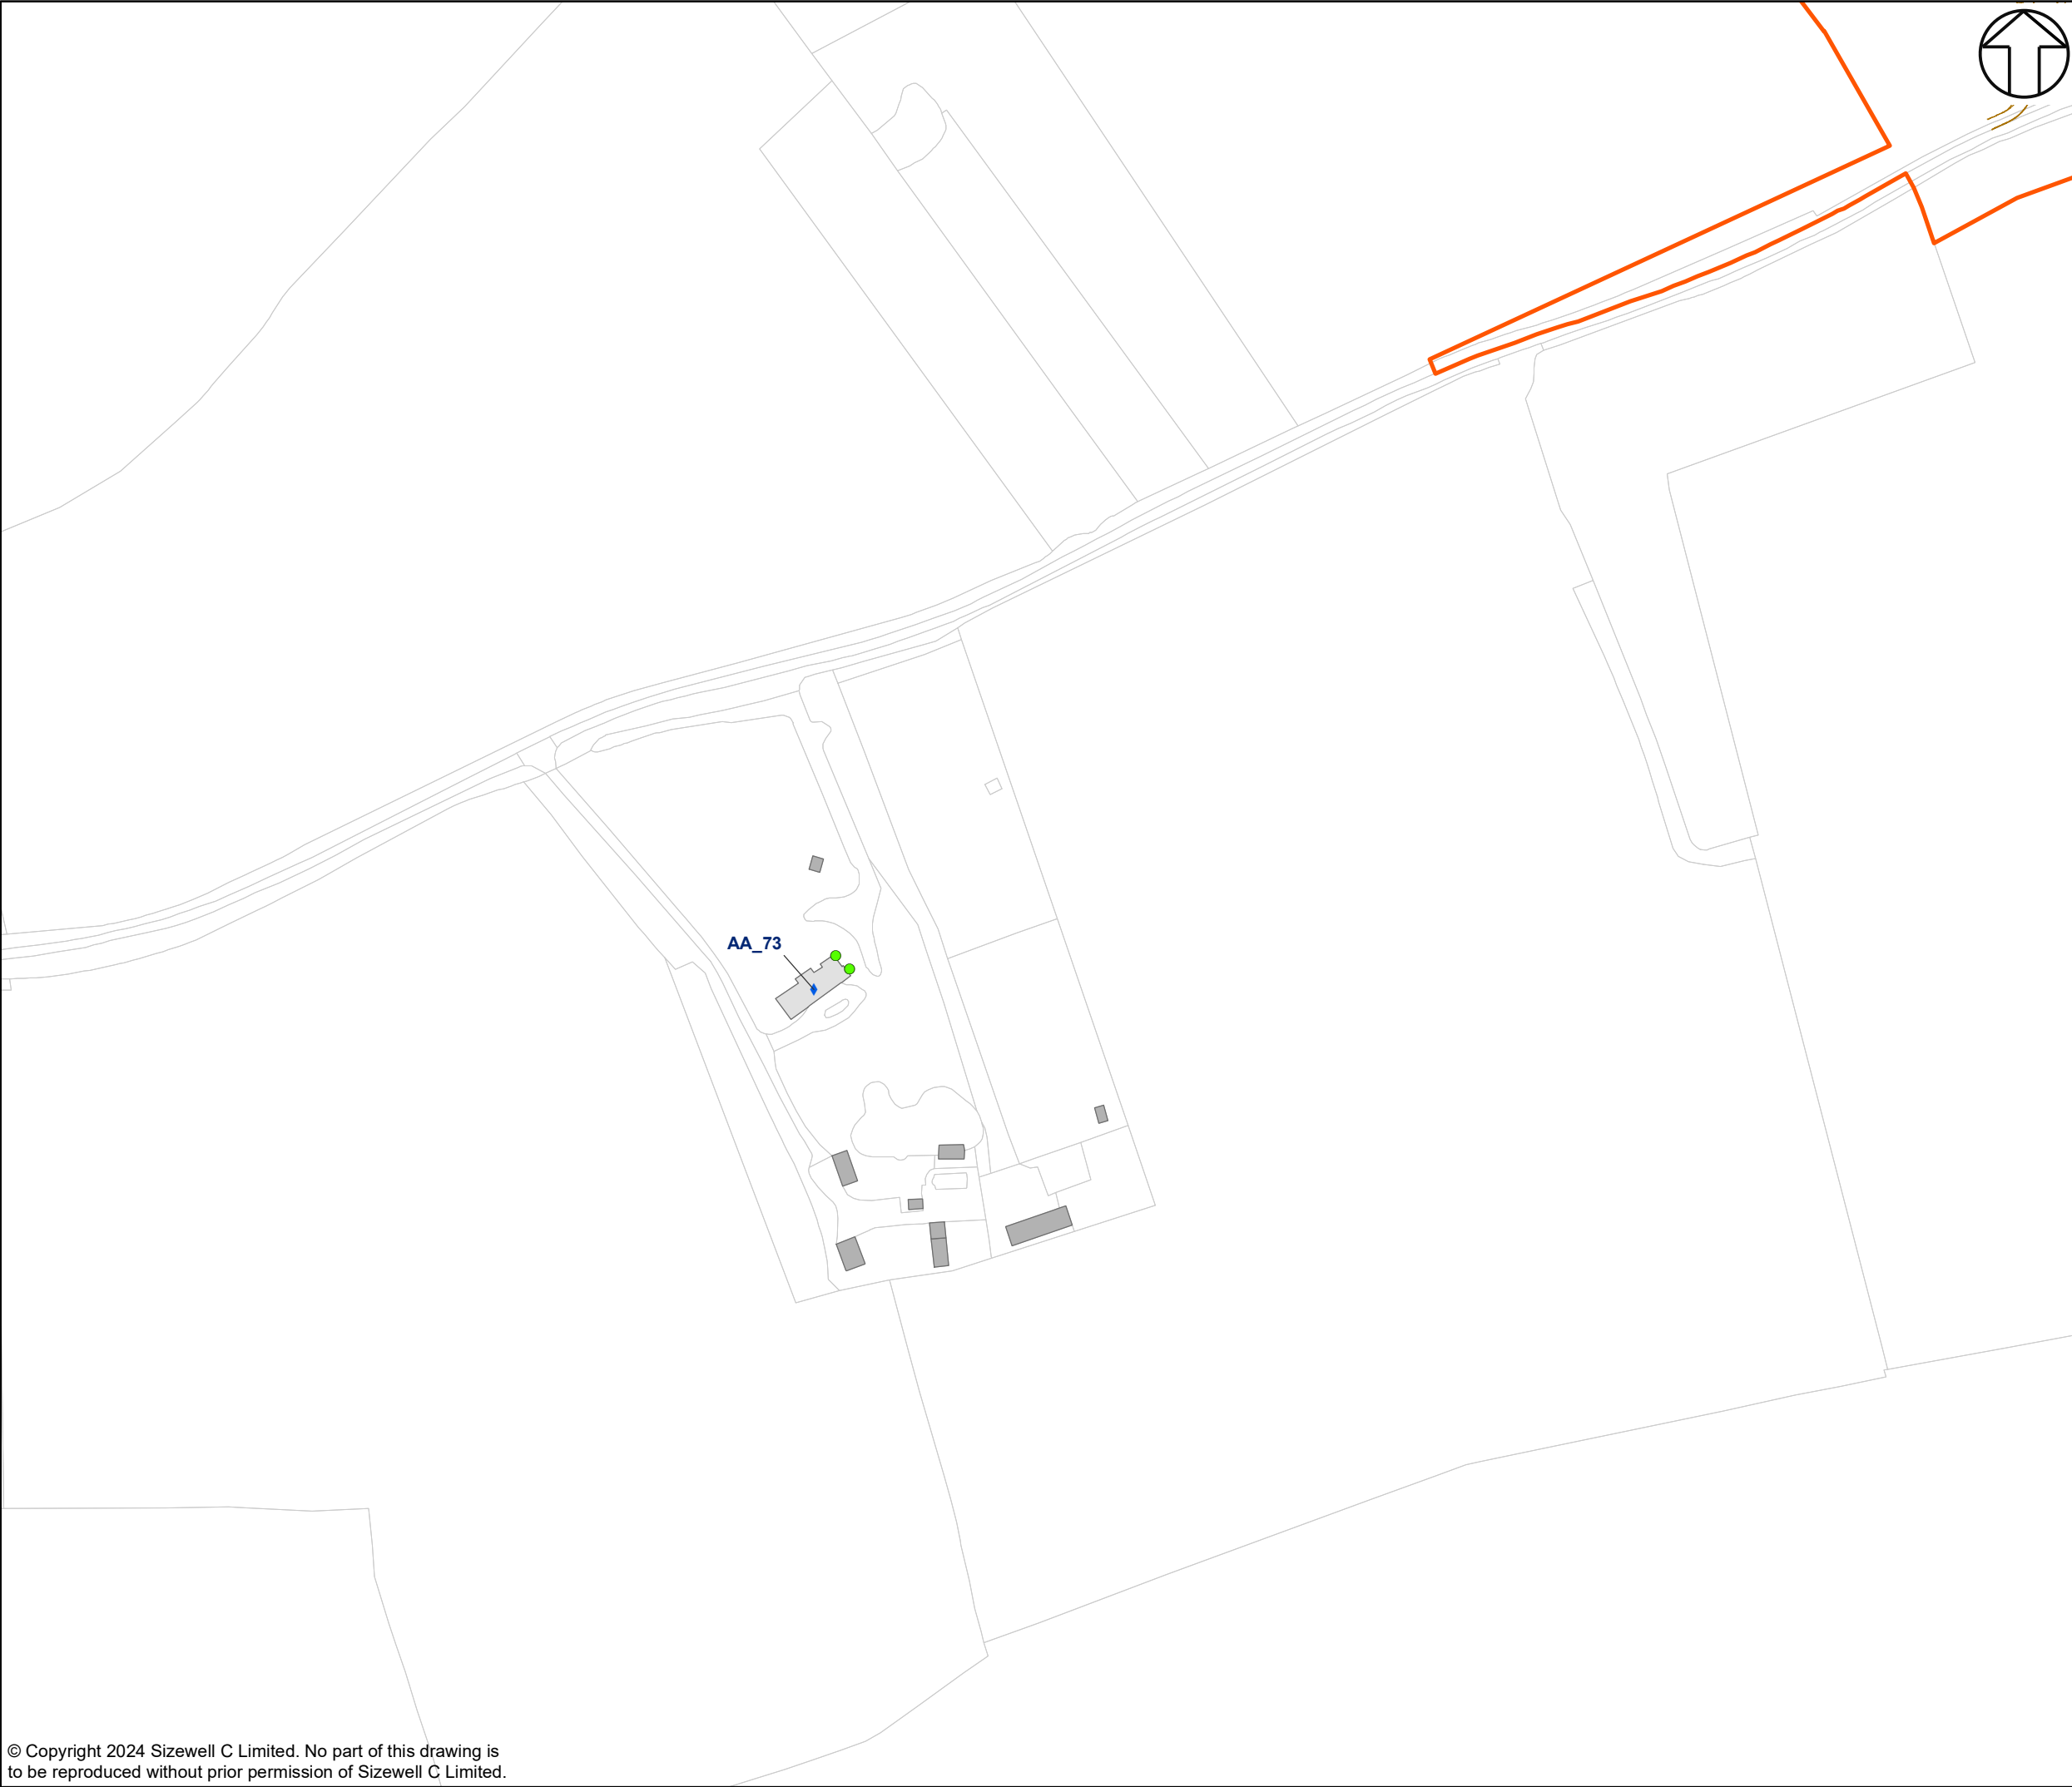 AA_73
© Copyright 2024 Sizewell C Limited. No part of this drawing is
to be reproduced without prior permission of Sizewell C Limited.